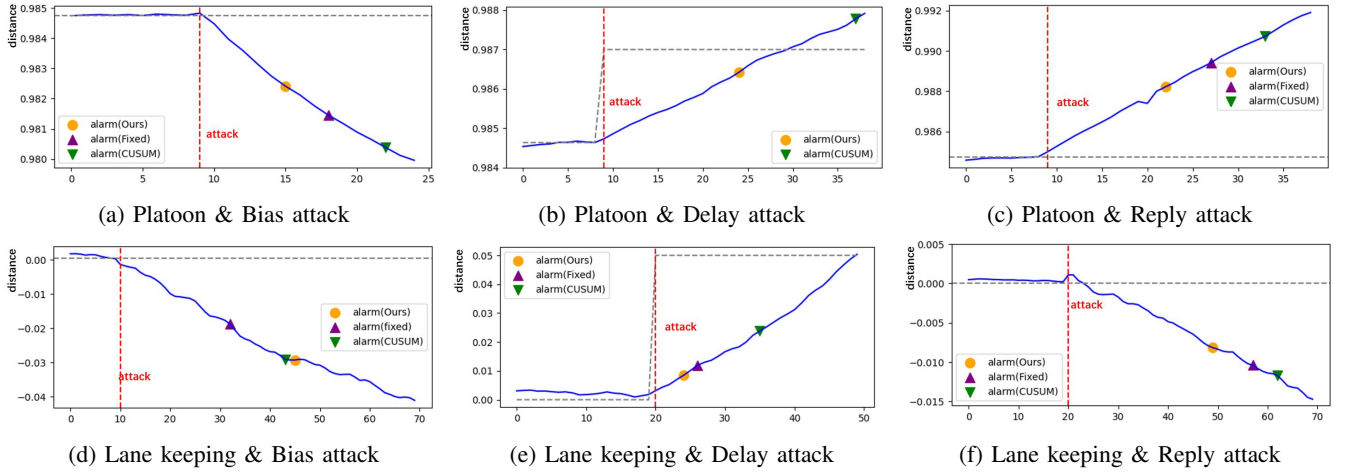 distance
0.985
0.984
0.983
0.982
0.981
0.980
attack
alarm(Ours)
alarm(Fixed)
alarm(CUSUM)
0 5 10 15 20 25
(a) Platoon & Bias attack
distance
0.988
0.987
0.986
0.985
0.984
attack
alarm(Ours)
alarm(CUSUM)
0 5 10 15 20 25 30 35
(b) Platoon & Delay attack
distance
0.992
0.990
0.988
0.986
attack
alarm(Ours)
alarm(Fixed)
alarm(CUSUM)
0 5 10 15 20 25 30 35
(c) Platoon & Reply attack
distance
0.00
−0.01
−0.02
−0.03
−0.04
attack
alarm(Ours)
alarm(fixed)
alarm(CUSUM)
0 10 20 30 40 50 60 70
(d) Lane keeping & Bias attack
distance
0.05
0.04
0.03
0.02
0.01
0.00
alarm(Ours)
alarm(Fixed)
alarm(CUSUM)
attack
0 10 20 30 40 50
(e) Lane keeping & Delay attack
distance
0.005
0.000
−0.005
−0.010
−0.015
attack
alarm(Ours)
alarm(Fixed)
alarm(CUSUM)
0 10 20 30 40 50 60 70
(f) Lane keeping & Reply attack